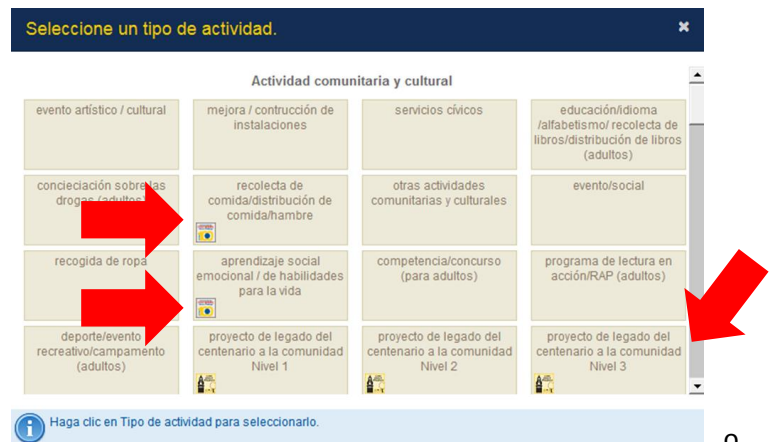 Seleccione un tipo de actividad.
Actividad comunitaria y cultural
evento artístico / cultural
mejora / contrucción de
instalaciones
servicios cívicos
educación/idioma
/alfabetismo/ recolecta de
libros/distribución de libros
(adultos)
concieciación sobre las
drogas (adultos)
recolecta de
comida/distribución de
comida/hambre
otras actividades
comunitarias y culturales
evento/social
recogida de ropa
aprendizaje social
emocional / de habilidades
para la vida
competencia/concurso
(para adultos)
programa de lectura en
acción/RAP (adultos)
deporte/evento
recreativo/campamento
(adultos)
proyecto de legado del
centenario a la comunidad
Nivel 1
proyecto de legado del
centenario a la comunidad
Nivel 2
proyecto de legado del
centenario a la comunidad
Nivel 3
Haga clic en Tipo de actividad para seleccionarlo.